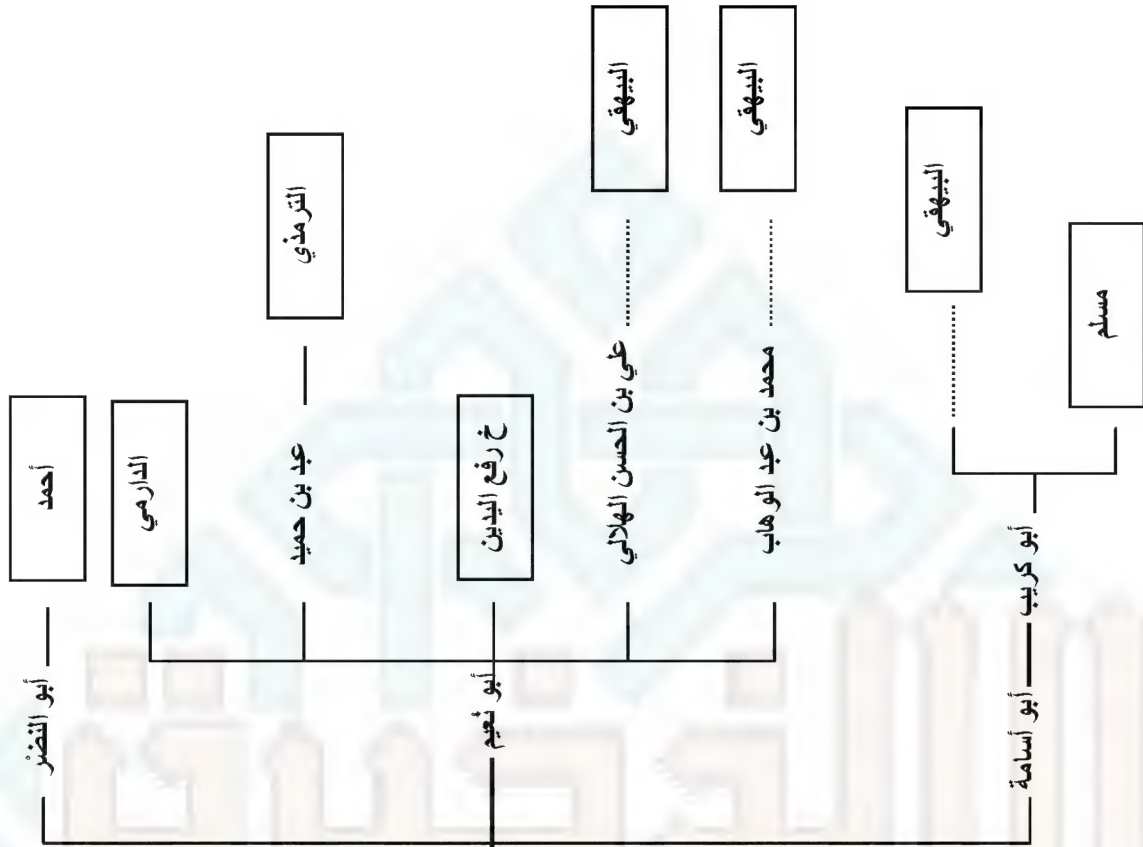 أحمد
أبو النضر
الدارمي
الترمذي
عبد بن حميد
خ رفع اليدين
أبو نعيم
البيهقي
علي بن الحسن الهلالي
البيهقي
محمد بن عبد الوهاب
البيهقي
مسلم
أبو كريب
أبو أسامة